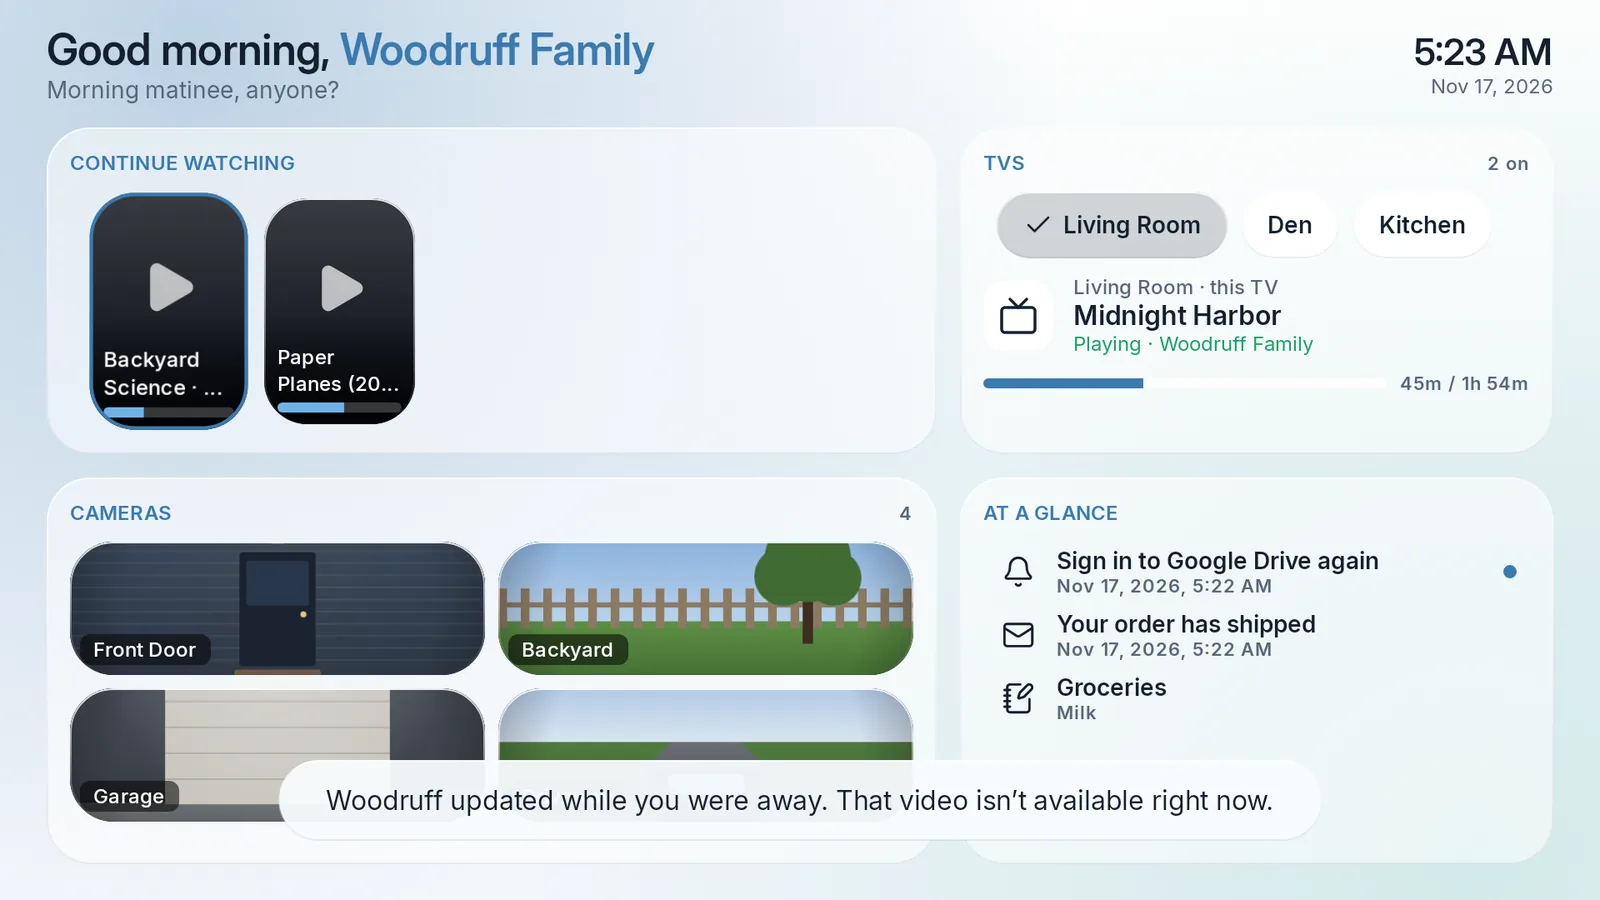 Good morning, Woodruff Family
Morning matinee, anyone?
5:23 AM
Nov 17, 2026
CONTINUE WATCHING
Backyard
Science · ...
Paper
Planes (20...
TVS
2 on
Living Room
Den
Kitchen
Living Room · this TV
Midnight Harbor
Playing · Woodruff Family
45m / 1h 54m
CAMERAS
4
Front Door
Backyard
Garage
AT A GLANCE
Sign in to Google Drive again
Nov 17, 2026, 5:22 AM
Your order has shipped
Nov 17, 2026, 5:22 AM
Groceries
Milk
Woodruff updated while you were away. That video isn’t available right now.